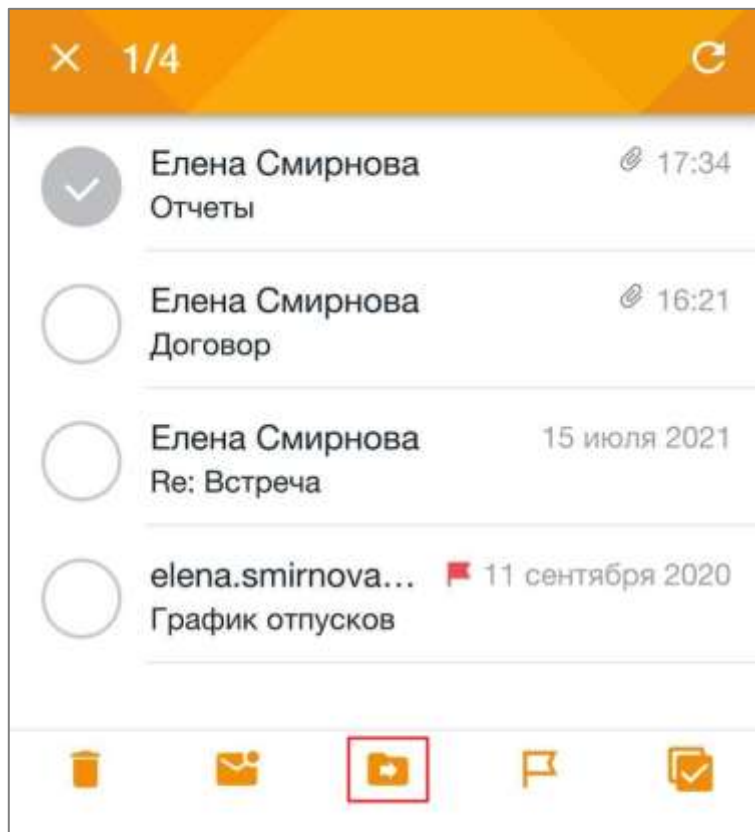 1/4
Елена Смирнова 17:34
Отчеты
Елена Смирнова 16:21
Договор
Елена Смирнова 15 июля 2021
Re: Встреча
elena.smirnova... 11 сентября 2020
График отпусков